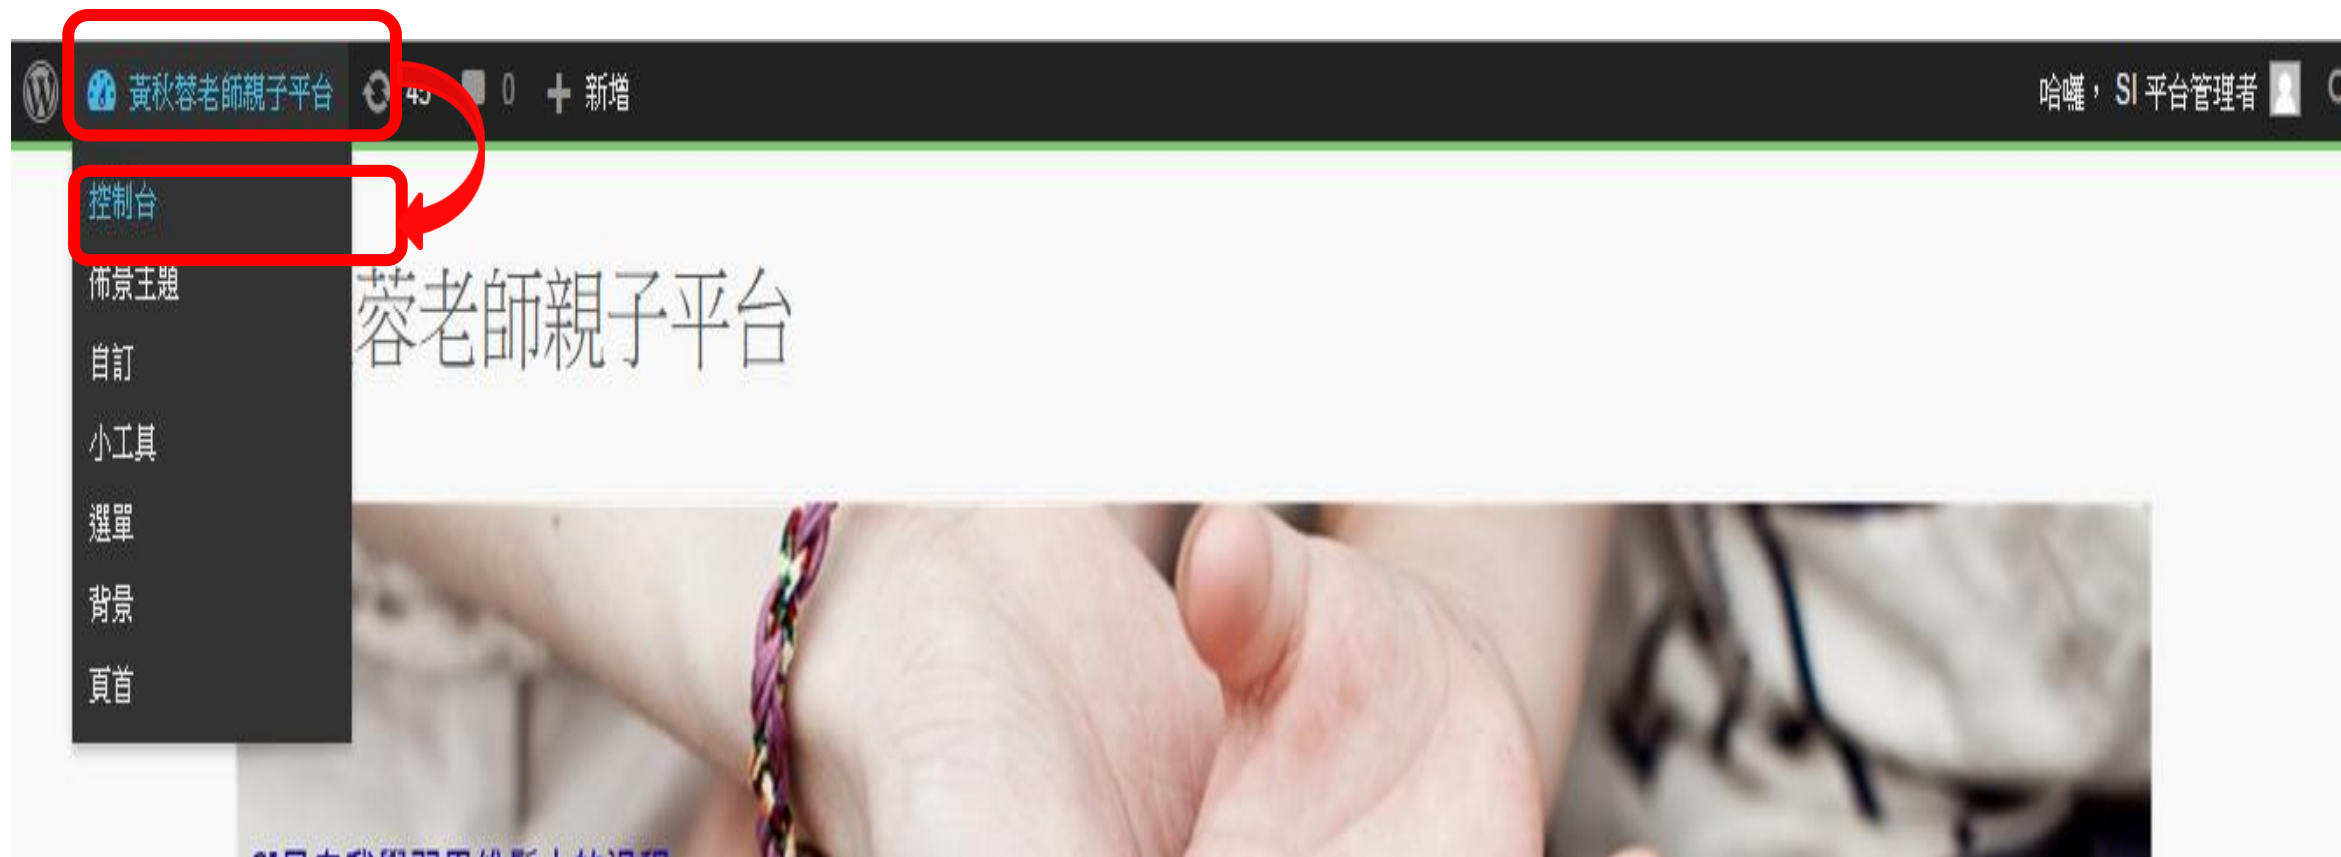 黃秋蓉老師親子平台 45 0 新增 哈囉， SI 平台管理者
控制台
佈景主題
蓉老師親子平台
自訂
小工具
選單
背景
頁首